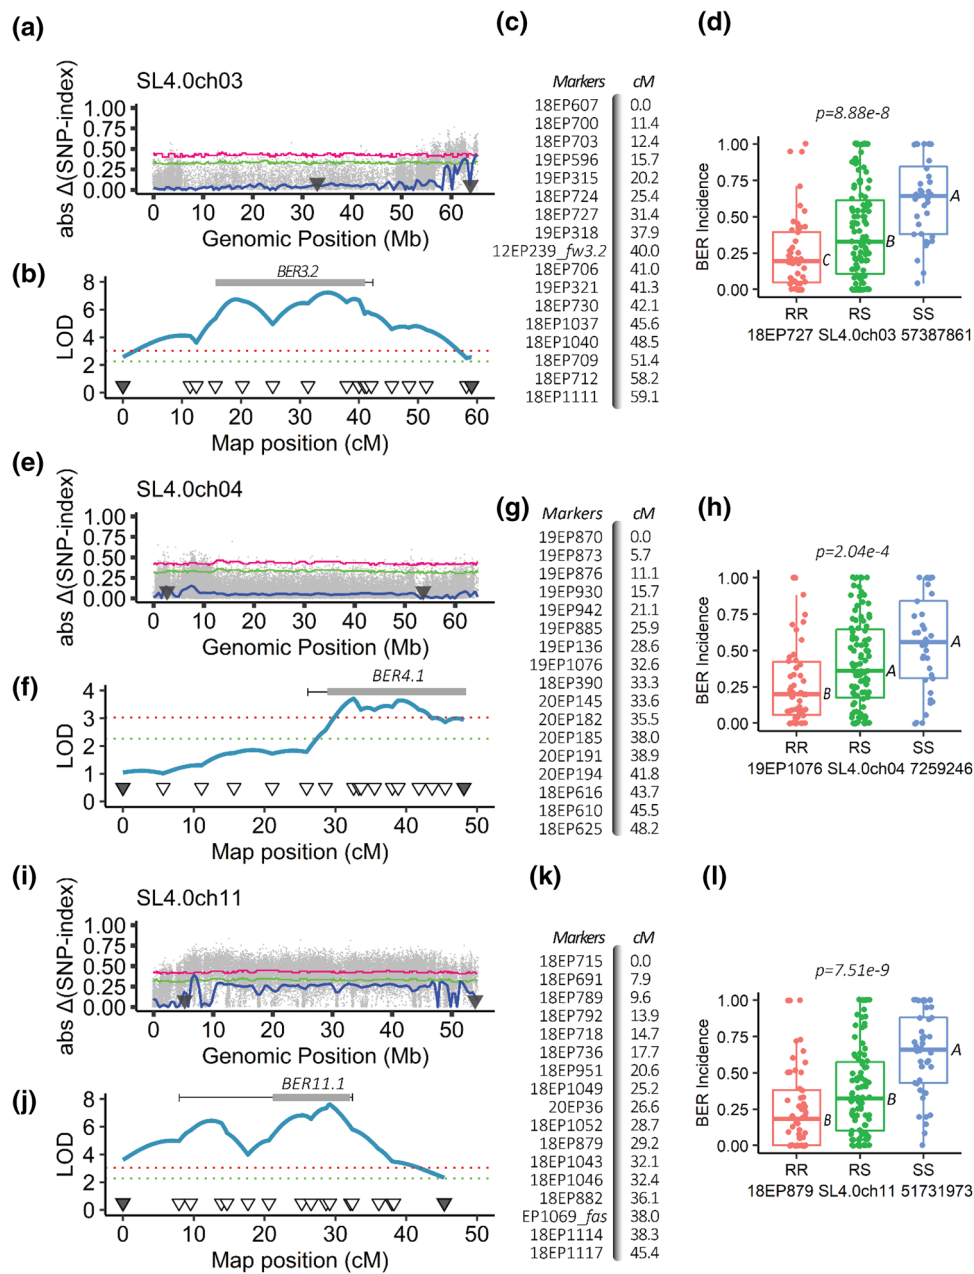 (a)
SL4.0ch03
abs Δ(SNP-index)
1.00
0.75
0.50
0.25
0.00
0 10 20 30 40 50 60
Genomic Position (Mb)
(b)
BER3.2
LOD
8
6
4
2
0
0 10 20 30 40 50 60
Map position (cM)
(c)
Markers cM
18EP607 0.0
18EP700 11.4
18EP703 12.4
19EP596 15.7
19EP315 20.2
18EP724 25.4
18EP727 31.4
19EP318 37.9
12EP239_fw3.2 40.0
18EP706 41.0
19EP321 41.3
18EP730 42.1
18EP1037 45.6
18EP1040 48.5
18EP709 51.4
18EP712 58.2
18EP1111 59.1
(d)
p=8.88e-8
BER Incidence
1.00
0.75
0.50
0.25
0.00
C
B
A
RR RS SS
18EP727 SL4.0ch03 57387861
(e)
SL4.0ch04
abs Δ(SNP-index)
1.00
0.75
0.50
0.25
0.00
0 10 20 30 40 50 60
Genomic Position (Mb)
(f)
BER4.1
LOD
4
3
2
1
0
0 10 20 30 40 50
Map position (cM)
(g)
Markers cM
19EP870 0.0
19EP873 5.7
19EP876 11.1
19EP930 15.7
19EP942 21.1
19EP885 25.9
19EP136 28.6
19EP1076 32.6
18EP390 33.3
20EP145 33.6
20EP182 35.5
20EP185 38.0
20EP191 38.9
20EP194 41.8
18EP616 43.7
18EP610 45.5
18EP625 48.2
(h)
p=2.04e-4
BER Incidence
1.00
0.75
0.50
0.25
0.00
B
A
A
RR RS SS
19EP1076 SL4.0ch04 7259246
(i)
SL4.0ch11
abs Δ(SNP-index)
1.00
0.75
0.50
0.25
0.00
0 10 20 30 40 50
Genomic Position (Mb)
(j)
BER11.1
LOD
8
6
4
2
0
0 10 20 30 40 50
Map position (cM)
(k)
Markers cM
18EP715 0.0
18EP691 7.9
18EP789 9.6
18EP792 13.9
18EP718 14.7
18EP736 17.7
18EP951 20.6
18EP1049 25.2
20EP36 26.6
18EP1052 28.7
18EP879 29.2
18EP1043 32.1
18EP1046 32.4
18EP882 36.1
EP1069_fas 38.0
18EP1114 38.3
18EP1117 45.4
(l)
p=7.51e-9
BER Incidence
1.00
0.75
0.50
0.25
0.00
B
B
A
RR RS SS
18EP879 SL4.0ch11 51731973